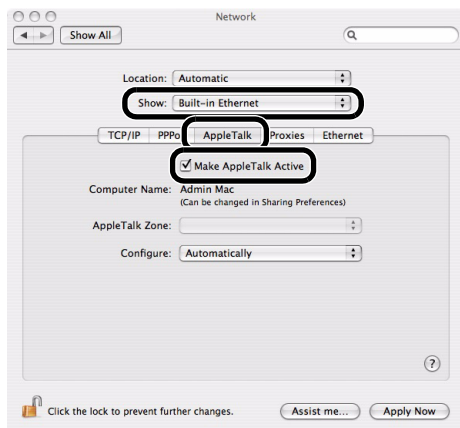 Network
Show All
Location: Automatic
Show: Built-in Ethernet
TCP/IP PPPo AppleTalk Proxies Ethernet
Make AppleTalk Active
Computer Name: Admin Mac
(Can be changed in Sharing Preferences)
AppleTalk Zone:
Configure: Automatically
?
Click the lock to prevent further changes. Assist me... Apply Now